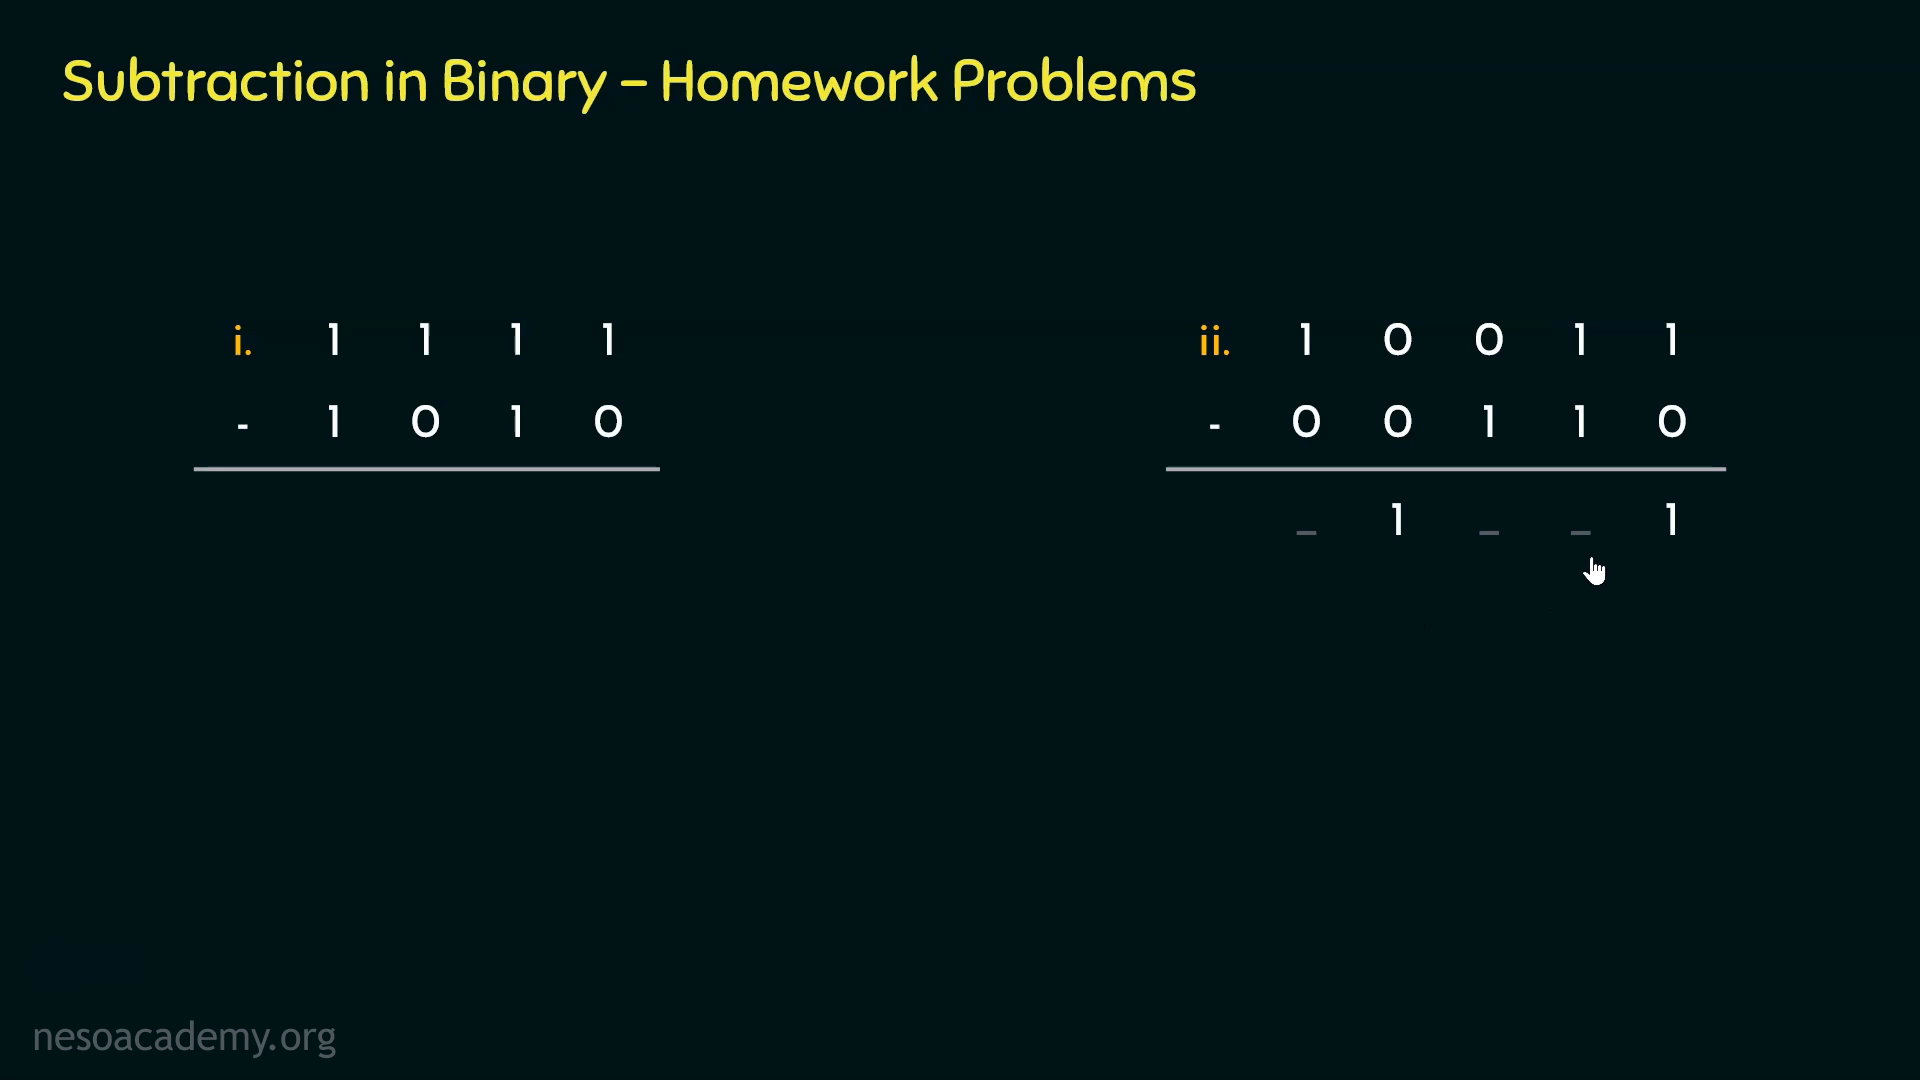 Subtraction in Binary – Homework Problems
i. 1 1 1 1
- 1 0 1 0
ii. 1 0 0 1 1
- 0 0 1 1 0
_ 1 _ _ 1
nesoacademy.org